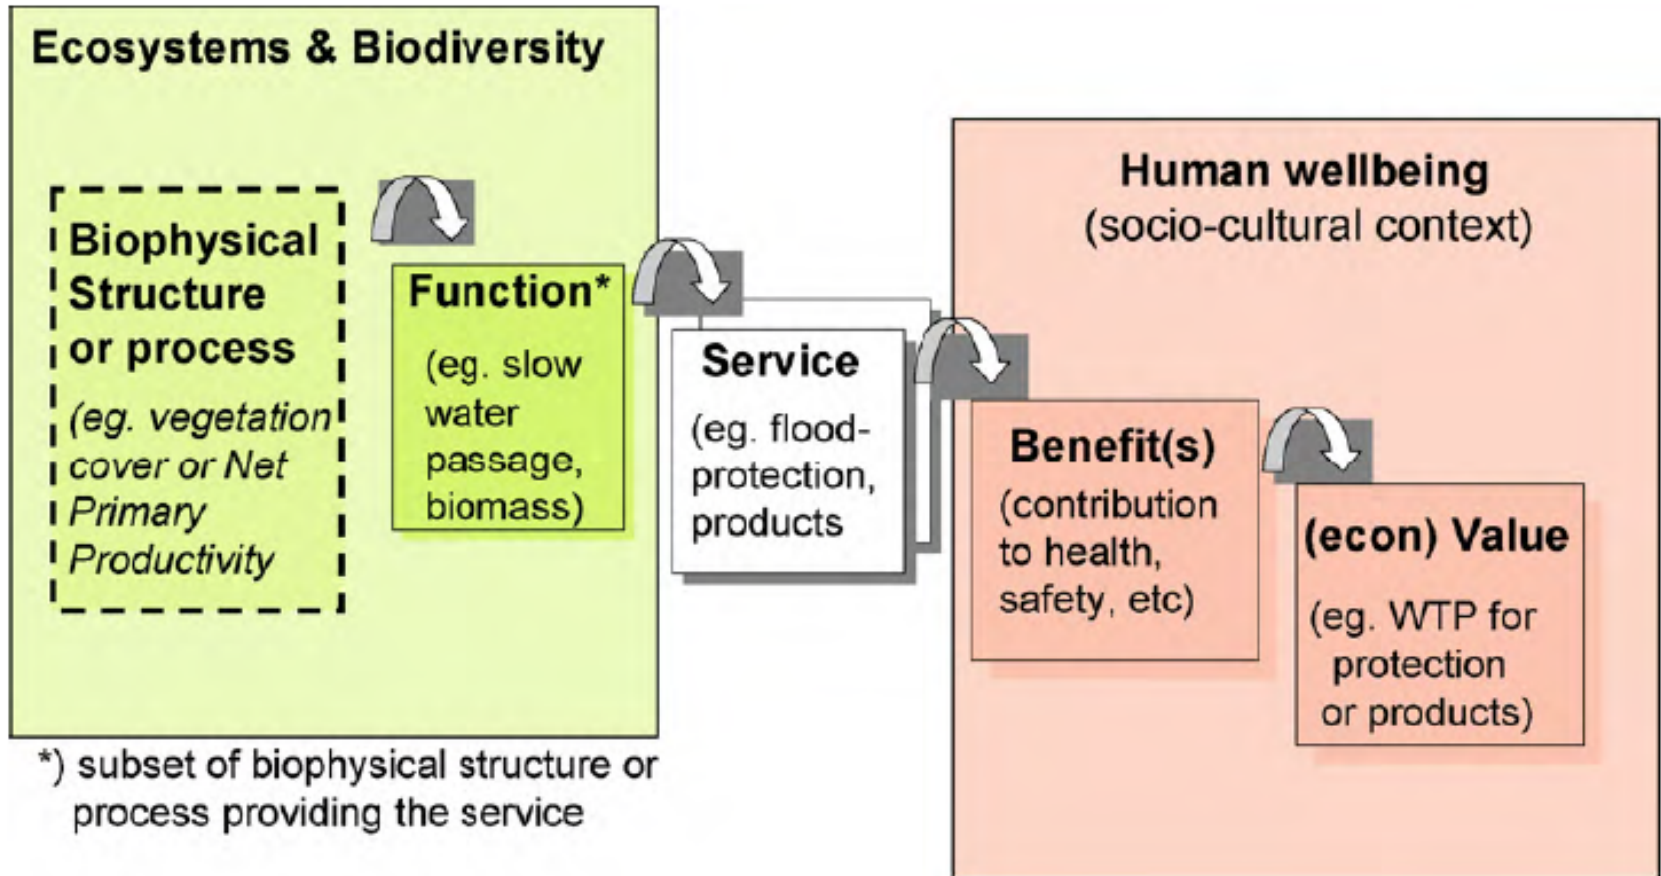 Ecosystems & Biodiversity
Biophysical
Structure
or process
(eg. vegetation
cover or Net
Primary
Productivity
Function*
(eg. slow
water
passage,
biomass)
Service
(eg. flood-
protection,
products
Human wellbeing
(socio-cultural context)
Benefit(s)
(contribution
to health,
safety, etc)
(econ) Value
(eg. WTP for
protection
or products)
*) subset of biophysical structure or
process providing the service